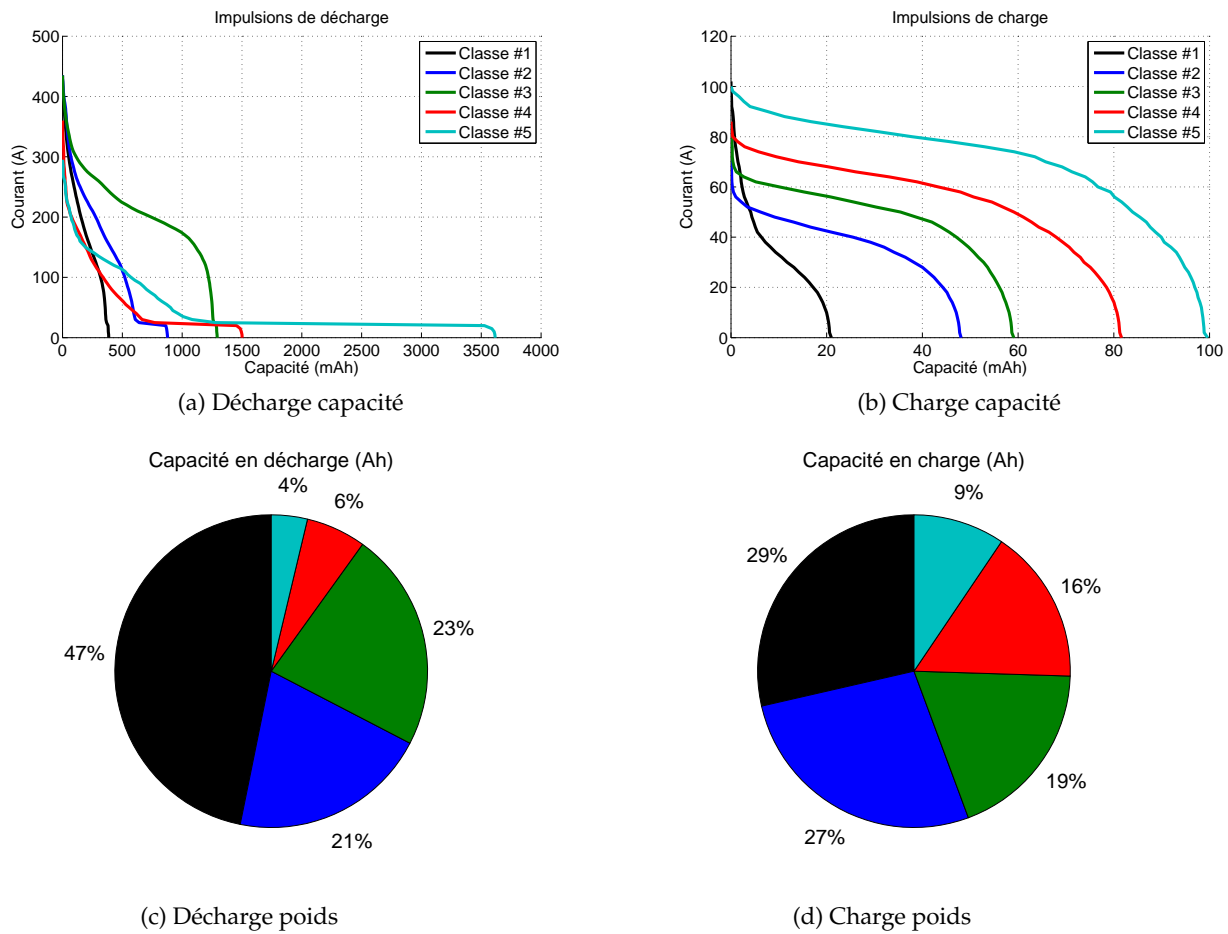 Impulsions de décharge
500
400
300
200
100
0
Courant (A)
0 500 1000 1500 2000 2500 3000 3500 4000
Capacité (mAh)
Classe #1
Classe #2
Classe #3
Classe #4
Classe #5
(a) Décharge capacité
Impulsions de charge
120
100
80
60
40
20
0
Courant (A)
0 20 40 60 80 100
Capacité (mAh)
Classe #1
Classe #2
Classe #3
Classe #4
Classe #5
(b) Charge capacité
Capacité en décharge (Ah)
4%
6%
23%
47%
21%
(c) Décharge poids
Capacité en charge (Ah)
9%
29%
16%
19%
27%
(d) Charge poids